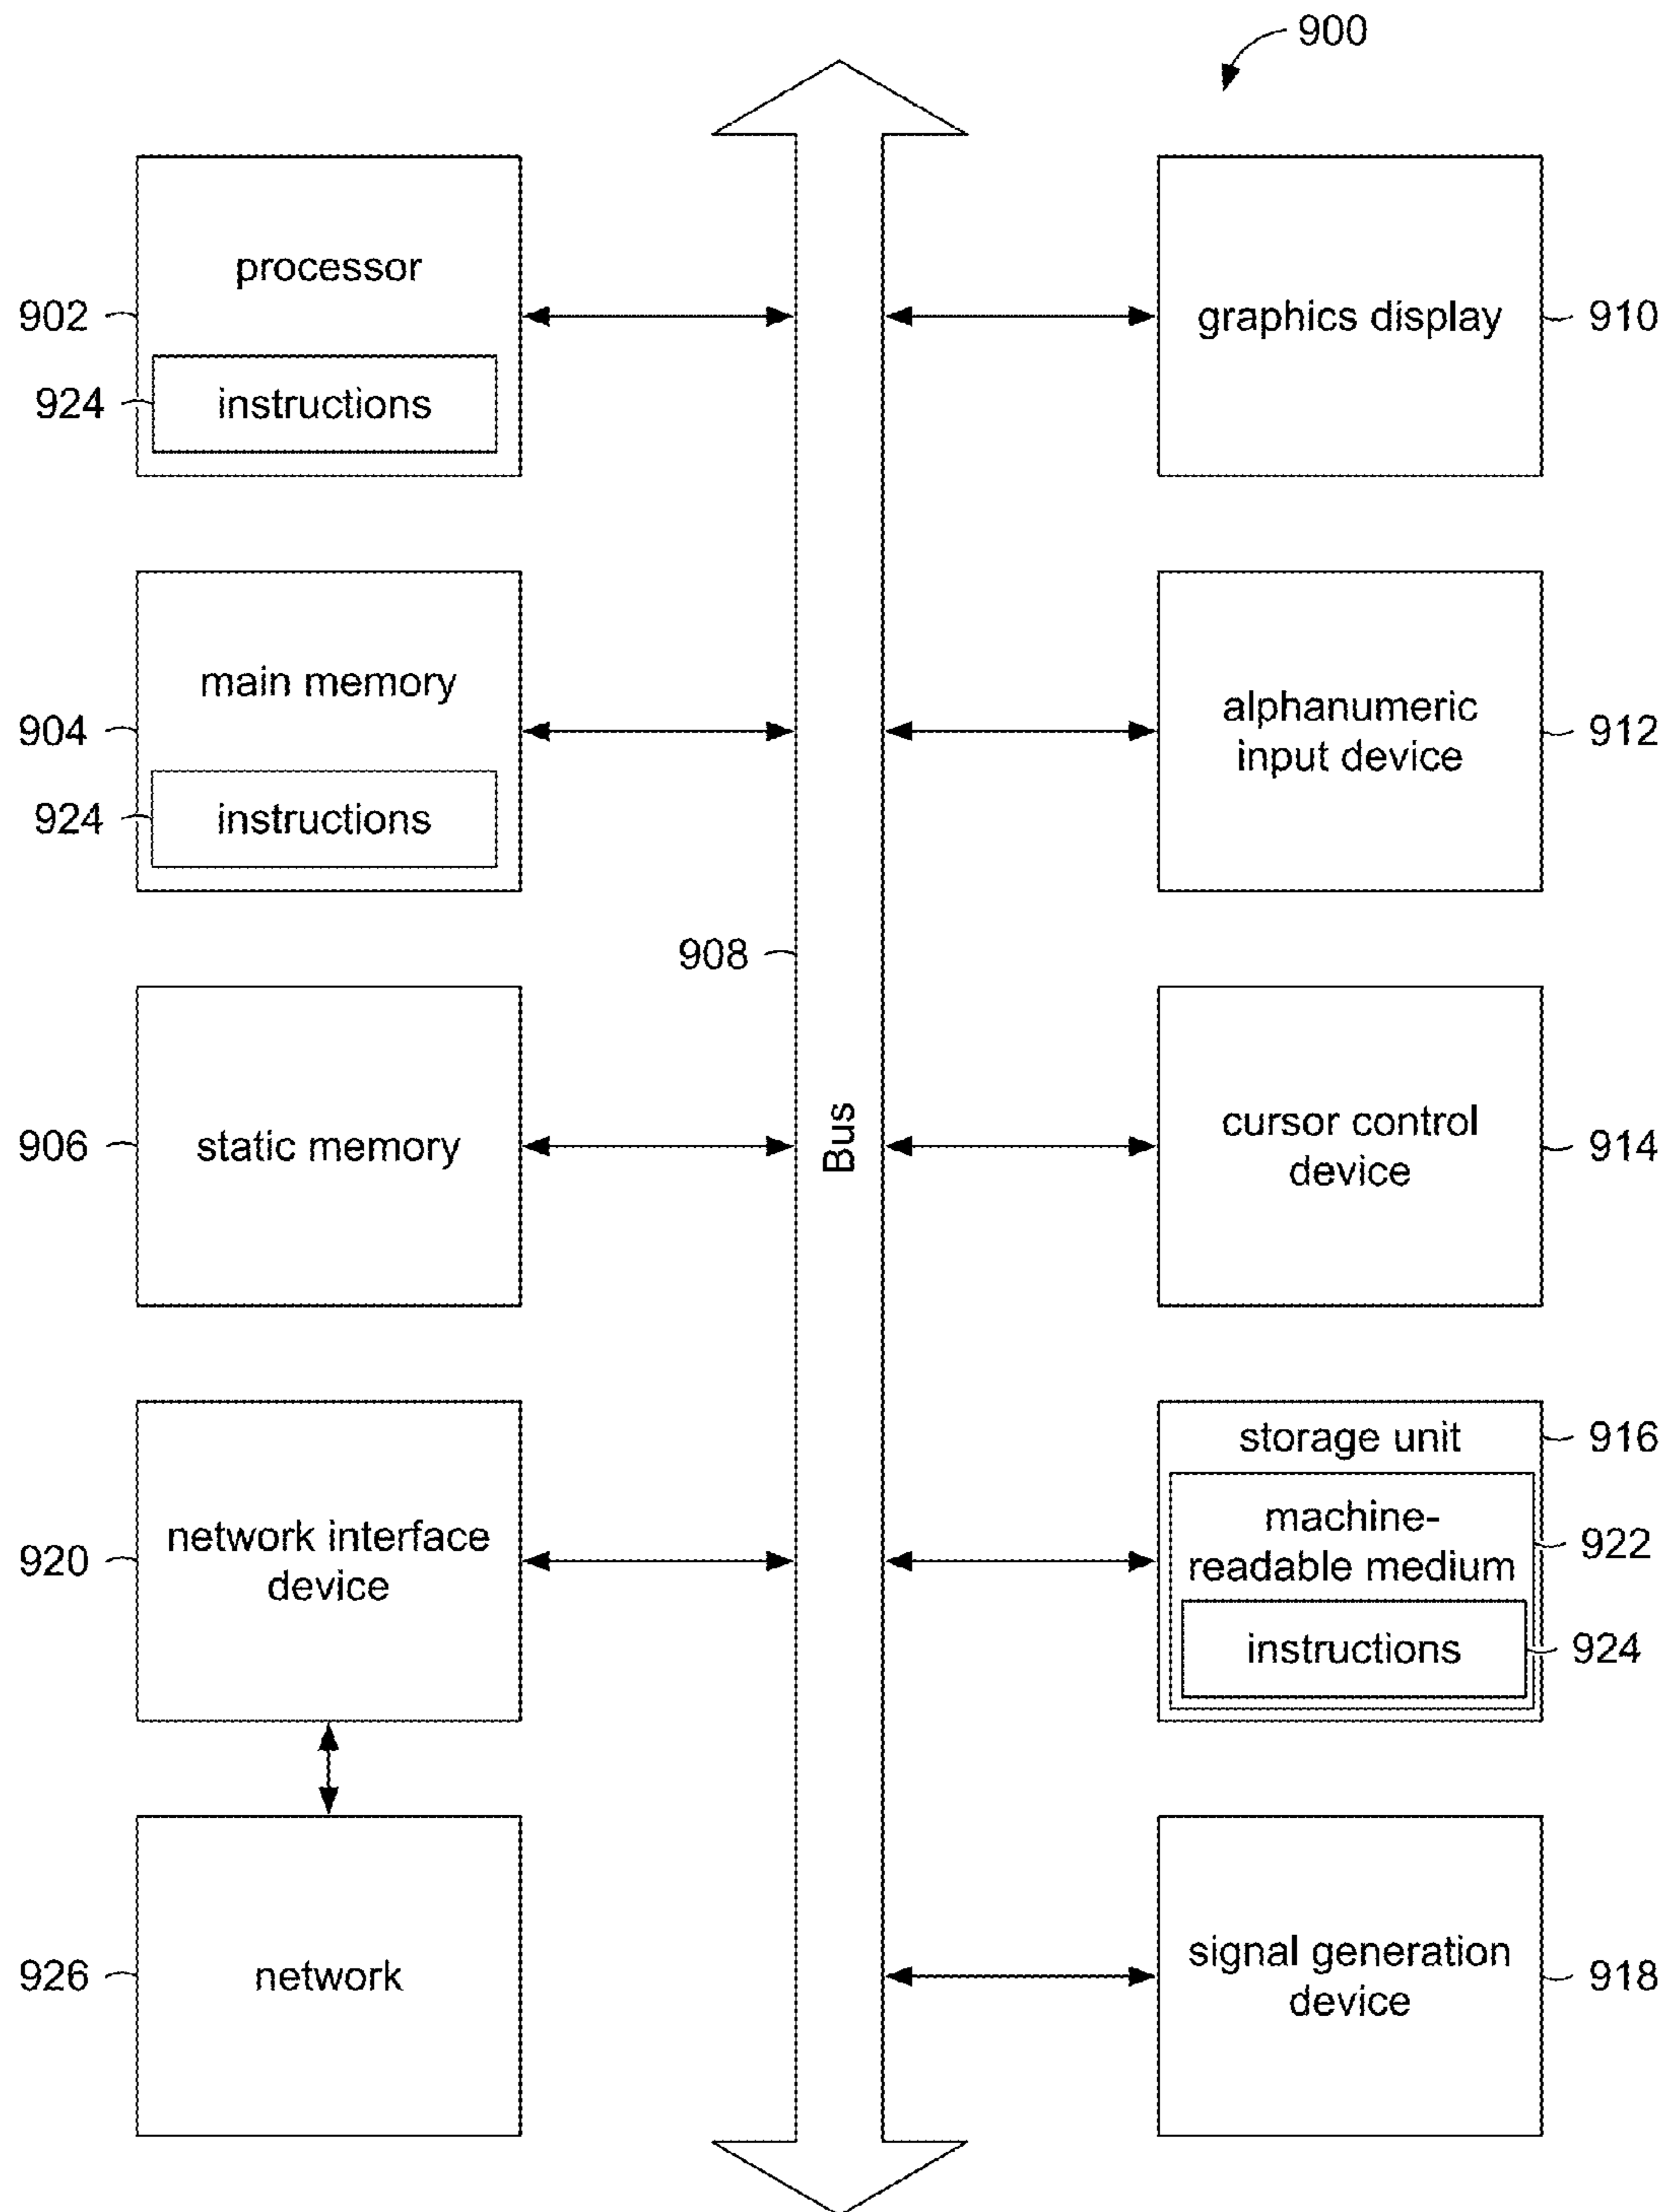 900
processor
902
924
instructions
graphics display
910
main memory
904
924
instructions
alphanumeric
input device
912
908
Bus
static memory
906
cursor control
device
914
network interface
device
920
storage unit
916
machine-
readable medium
922
instructions
924
network
926
signal generation
device
918